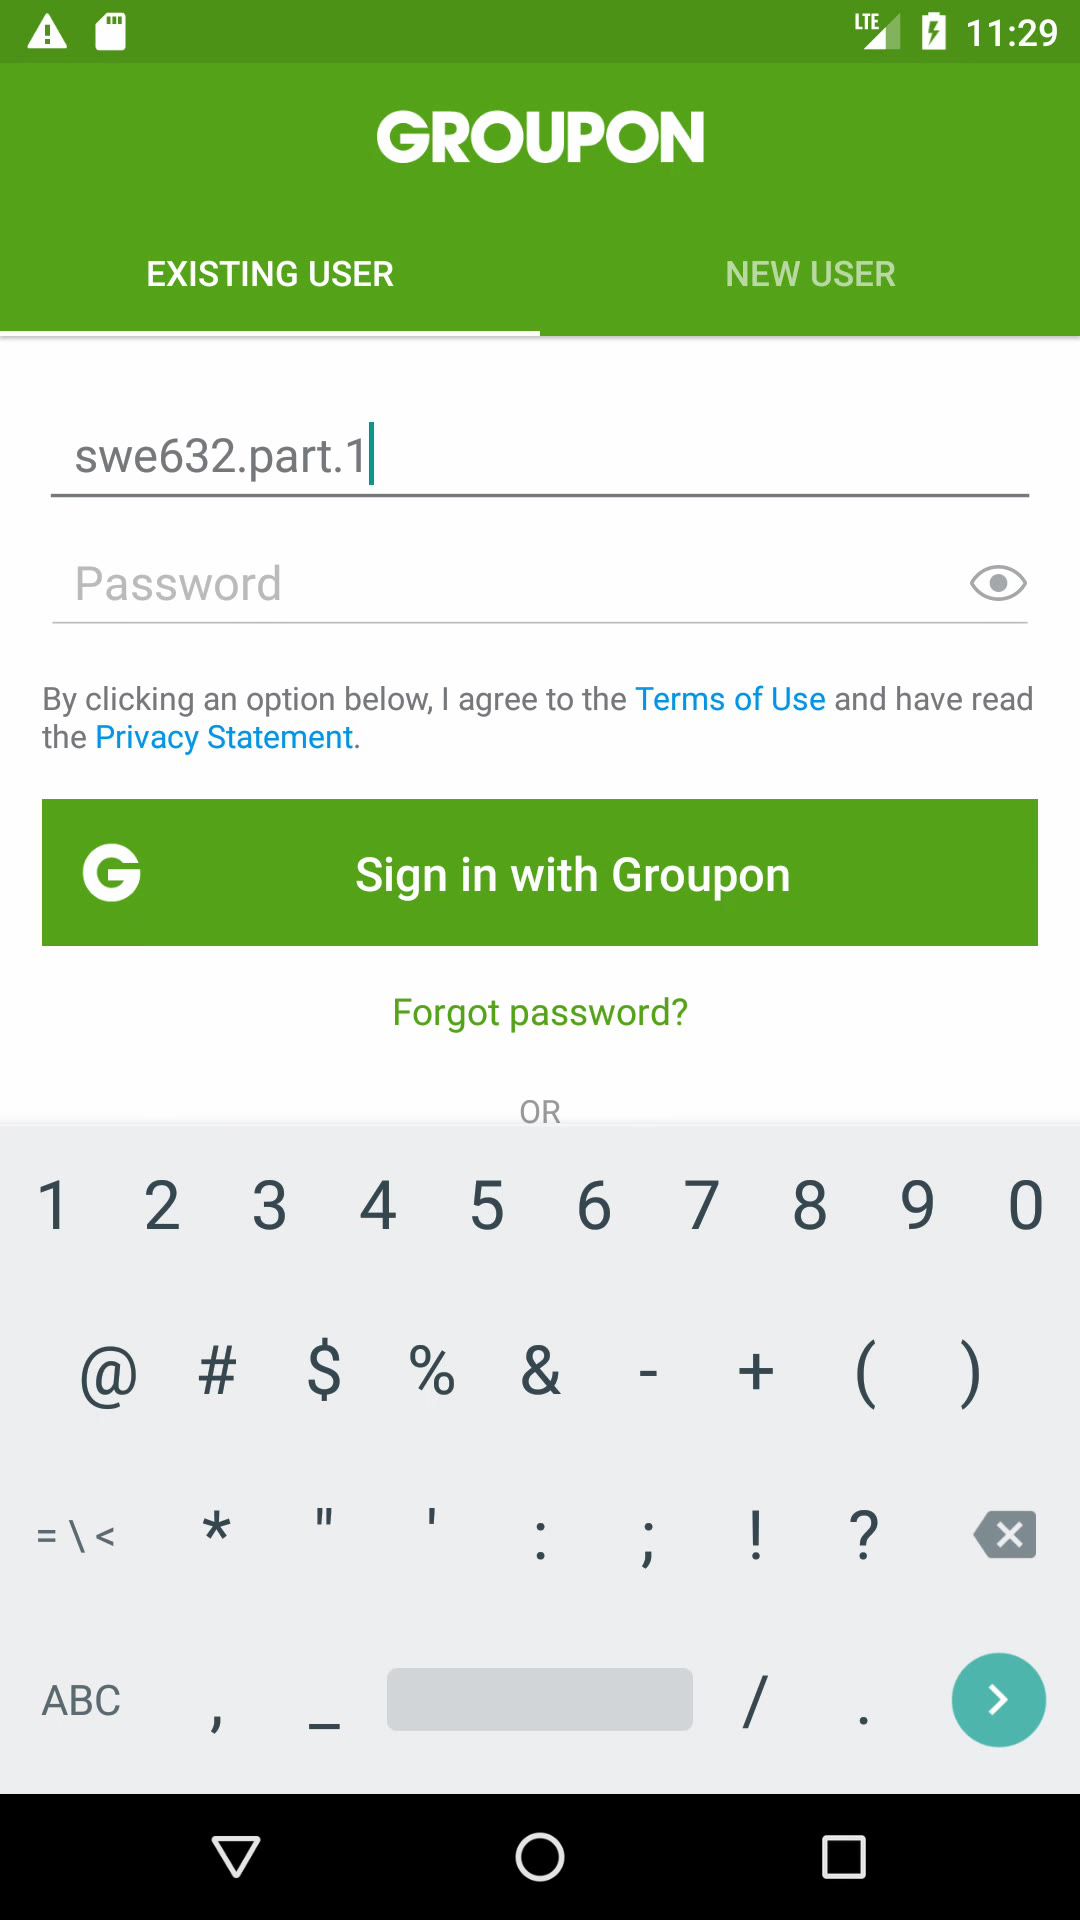 LTE 11:29
GROUPON
EXISTING USER NEW USER
swe632.part.1
Password
By clicking an option below, I agree to the Terms of Use and have read
the Privacy Statement.
G Sign in with Groupon
Forgot password?
OR
1 2 3 4 5 6 7 8 9 0
@ # $ % & - + ( )
= \ < * " ' : ; ! ?
ABC , _ / .